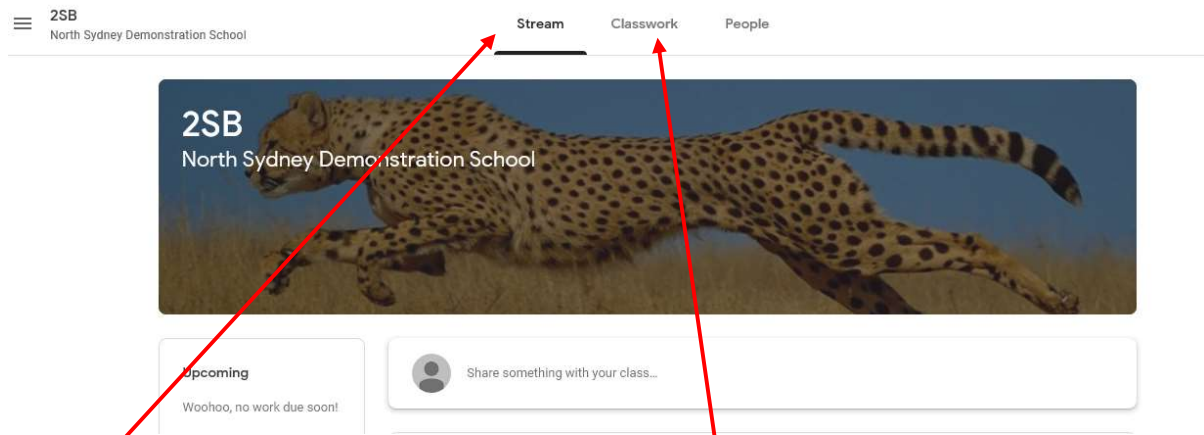 2SB
North Sydney Demonstration School
Stream Classwork People
2SB
North Sydney Demonstration School
Upcoming
Woohoo, no work due soon!
Share something with your class...